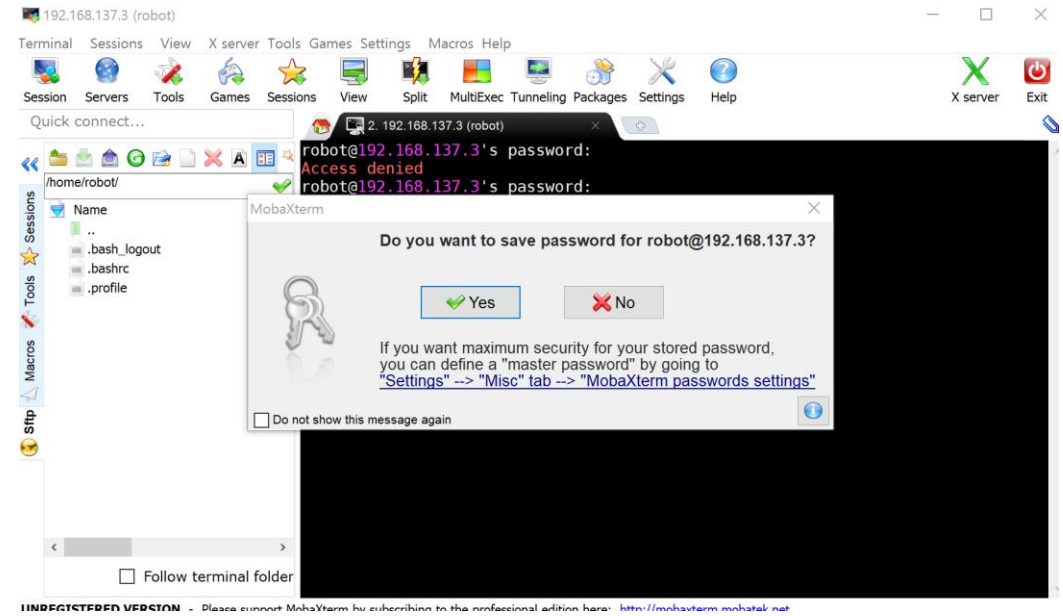 192.168.137.3 (robot)
Terminal Sessions View X server Tools Games Settings Macros Help
Session Servers Tools Games Sessions View Split MultiExec Tunneling Packages Settings Help X server Exit
Quick connect...
2. 192.168.137.3 (robot)
robot@192.168.137.3's password:
Access denied
robot@192.168.137.3's password:
/home/robot/
Name
..
.bash_logout
.bashrc
.profile
Sessions
Tools
Macros
Sftp
MobaXterm
Do you want to save password for robot@192.168.137.3?
Yes No
If you want maximum security for your stored password,
you can define a "master password" by going to
"Settings" --> "Misc" tab --> "MobaXterm passwords settings"
Do not show this message again
Follow terminal folder
UNREGISTERED VERSION - Please support MobaXterm by subscribing to the professional edition here: http://mobaxterm.mobatek.net